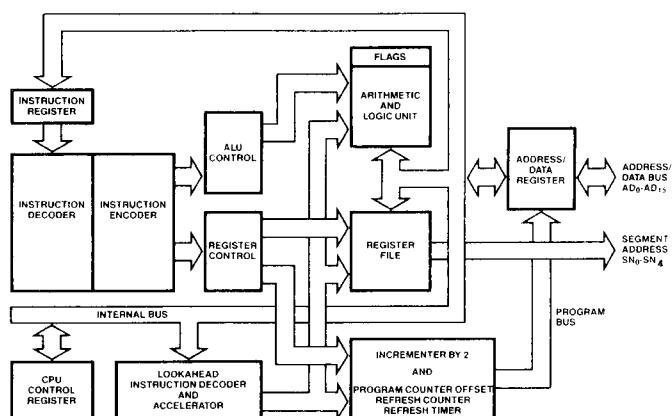 FLAGS
ARITHMETIC
AND
LOGIC UNIT
INSTRUCTION
REGISTER
ALU
CONTROL
INSTRUCTION
DECODER
INSTRUCTION
ENCODER
REGISTER
CONTROL
REGISTER
FILE
ADDRESS/
DATA
REGISTER
ADDRESS/
DATA BUS
AD0-AD15
SEGMENT
ADDRESS
SN0-SN4
INTERNAL BUS
PROGRAM
BUS
CPU
CONTROL
REGISTER
LOOKAHEAD
INSTRUCTION DECODER
AND
ACCELERATOR
INCREMENTER BY 2
AND
PROGRAM COUNTER OFFSET
REFRESH COUNTER
REFRESH TIMER